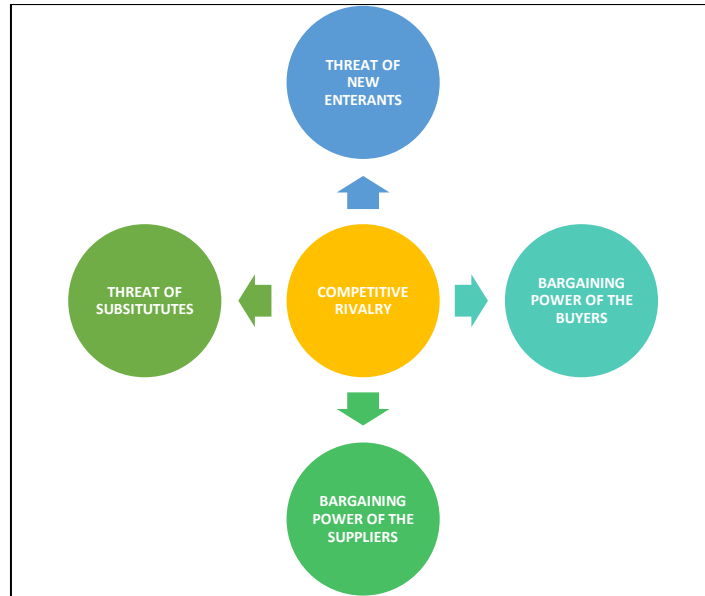 THREAT OF
NEW
ENTERANTS
THREAT OF
SUBSITUTUTES
COMPETITIVE
RIVALRY
BARGAINING
POWER OF THE
BUYERS
BARGAINING
POWER OF THE
SUPPLIERS